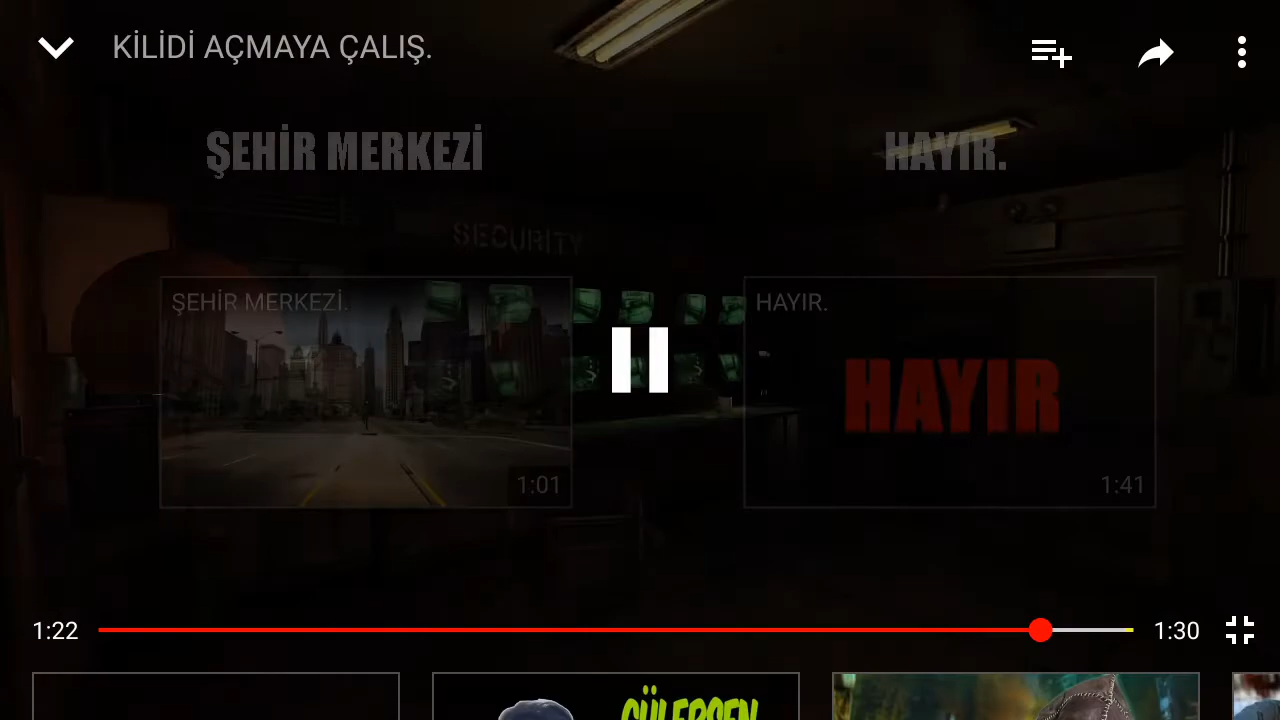 KİLİDİ AÇMAYA ÇALIŞ.
ŞEHİR MERKEZİ
HAYIR.
SECURITY
ŞEHİR MERKEZİ.
1:01
HAYIR.
HAYIR
1:41
1:22
1:30
GÜLERSEN